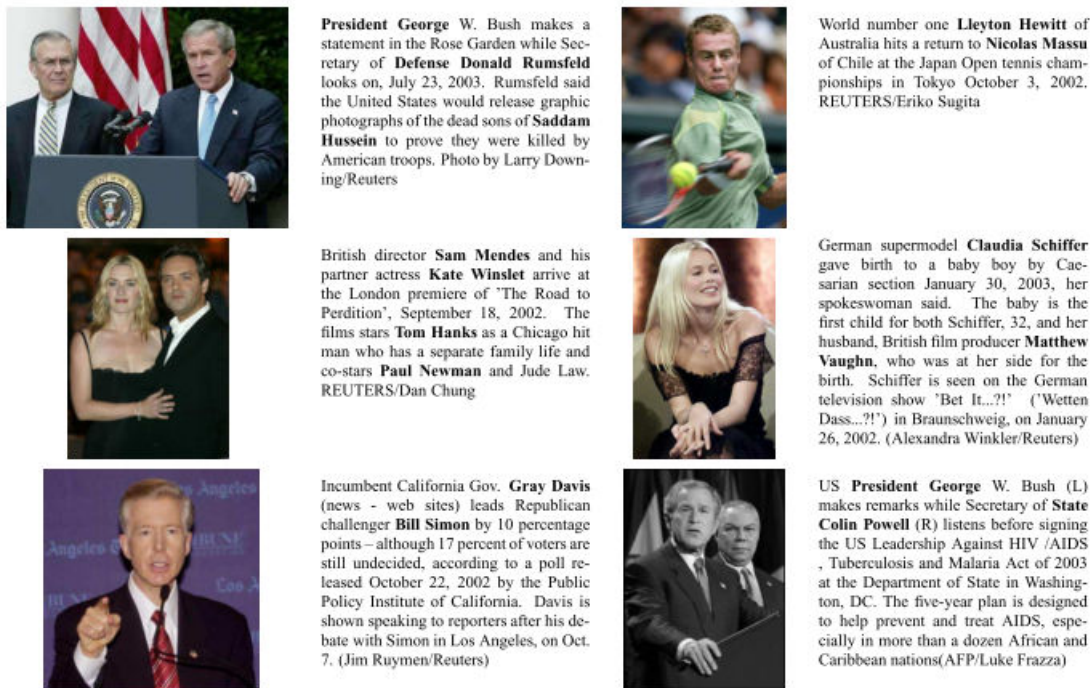 President George W. Bush makes a
statement in the Rose Garden while Sec-
retary of Defense Donald Rumsfeld
looks on, July 23, 2003. Rumsfeld said
the United States would release graphic
photographs of the dead sons of Saddam
Hussein to prove they were killed by
American troops. Photo by Larry Down-
ing/Reuters
World number one Lleyton Hewitt of
Australia hits a return to Nicolas Massu
of Chile at the Japan Open tennis cham-
pionships in Tokyo October 3, 2002.
REUTERS/Eriko Sugita
British director Sam Mendes and his
partner actress Kate Winslet arrive at
the London premiere of 'The Road to
Perdition', September 18, 2002. The
films stars Tom Hanks as a Chicago hit
man who has a separate family life and
co-stars Paul Newman and Jude Law.
REUTERS/Dan Chung
German supermodel Claudia Schiffer
gave birth to a baby boy by Cae-
sarian section January 30, 2003, her
spokeswoman said. The baby is the
first child for both Schiffer, 32, and her
husband, British film producer Matthew
Vaughn, who was at her side for the
birth. Schiffer is seen on the German
television show 'Bet It...?!' ('Wetten
Dass...?!') in Braunschweig, on January
26, 2002. (Alexandra Winkler/Reuters)
Los Angeles
Angeles
Los A
Incumbent California Gov. Gray Davis
(news - web sites) leads Republican
challenger Bill Simon by 10 percentage
points – although 17 percent of voters are
still undecided, according to a poll re-
leased October 22, 2002 by the Public
Policy Institute of California. Davis is
shown speaking to reporters after his de-
bate with Simon in Los Angeles, on Oct.
7. (Jim Ruymen/Reuters)
US President George W. Bush (L)
makes remarks while Secretary of State
Colin Powell (R) listens before signing
the US Leadership Against HIV /AIDS
, Tuberculosis and Malaria Act of 2003
at the Department of State in Washing-
ton, DC. The five-year plan is designed
to help prevent and treat AIDS, espe-
cially in more than a dozen African and
Caribbean nations(AFP/Luke Frazza)